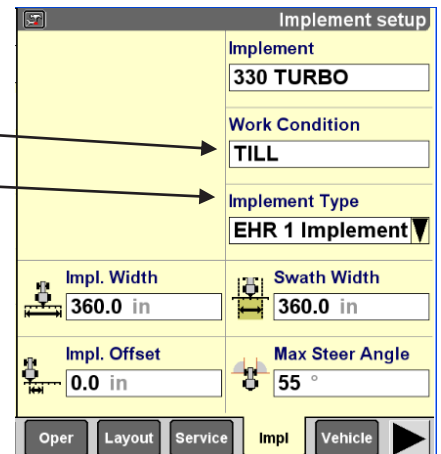 Implement setup
Implement
330 TURBO
Work Condition
TILL
Implement Type
EHR 1 Implement
Impl. Width
360.0 in
Swath Width
360.0 in
Impl. Offset
0.0 in
Max Steer Angle
55 °
Oper Layout Service Impl Vehicle